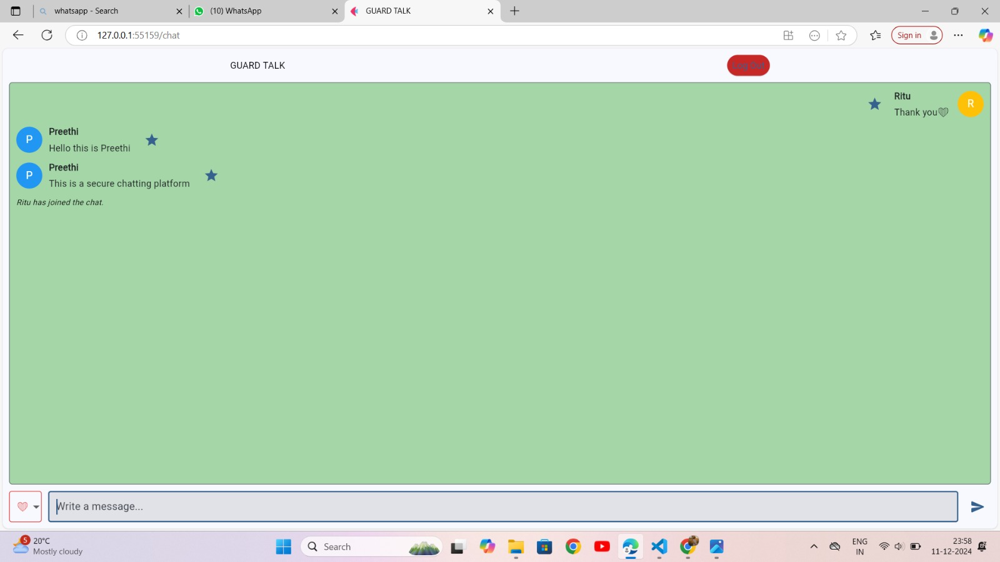 whatsapp - Search
(10) WhatsApp
GUARD TALK
127.0.0.1:55159/chat
Sign in
GUARD TALK
Log Out
Ritu
Thank you
R
P
Preethi
Hello this is Preethi
P
Preethi
This is a secure chatting platform
Ritu has joined the chat.
Write a message...
5
20°C
Mostly cloudy
Search
ENG
IN
23:58
11-12-2024